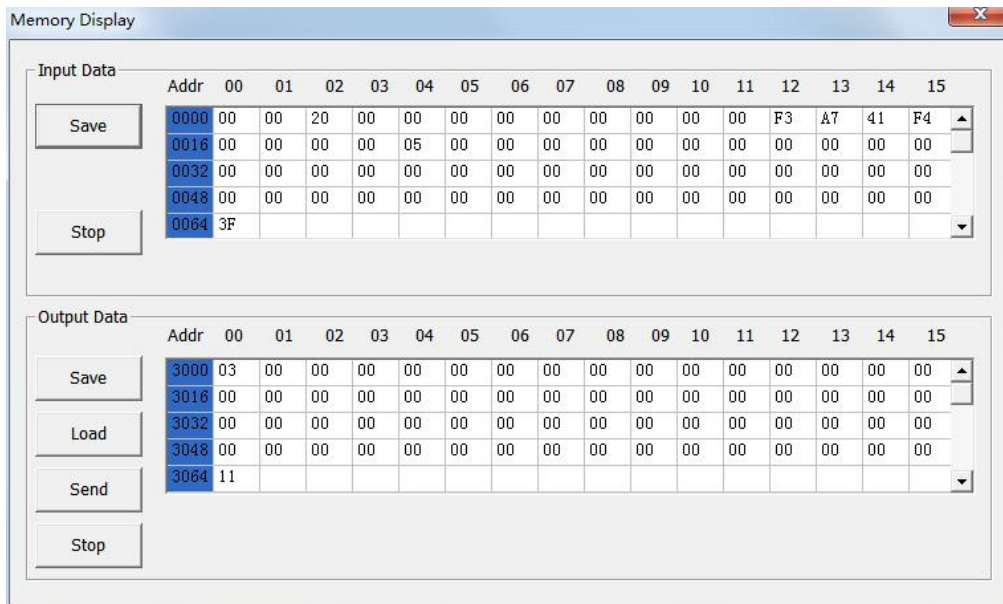 Memory Display
Input Data
Addr 00 01 02 03 04 05 06 07 08 09 10 11 12 13 14 15
Save
0000 00 00 20 00 00 00 00 00 00 00 00 00 F3 A7 41 F4
0016 00 00 00 00 05 00 00 00 00 00 00 00 00 00 00 00
0032 00 00 00 00 00 00 00 00 00 00 00 00 00 00 00 00
0048 00 00 00 00 00 00 00 00 00 00 00 00 00 00 00 00
Stop
0064 3F
Output Data
Addr 00 01 02 03 04 05 06 07 08 09 10 11 12 13 14 15
Save
3000 03 00 00 00 00 00 00 00 00 00 00 00 00 00 00 00
3016 00 00 00 00 00 00 00 00 00 00 00 00 00 00 00 00
Load
3032 00 00 00 00 00 00 00 00 00 00 00 00 00 00 00 00
3048 00 00 00 00 00 00 00 00 00 00 00 00 00 00 00 00
3064 11
Send
Stop